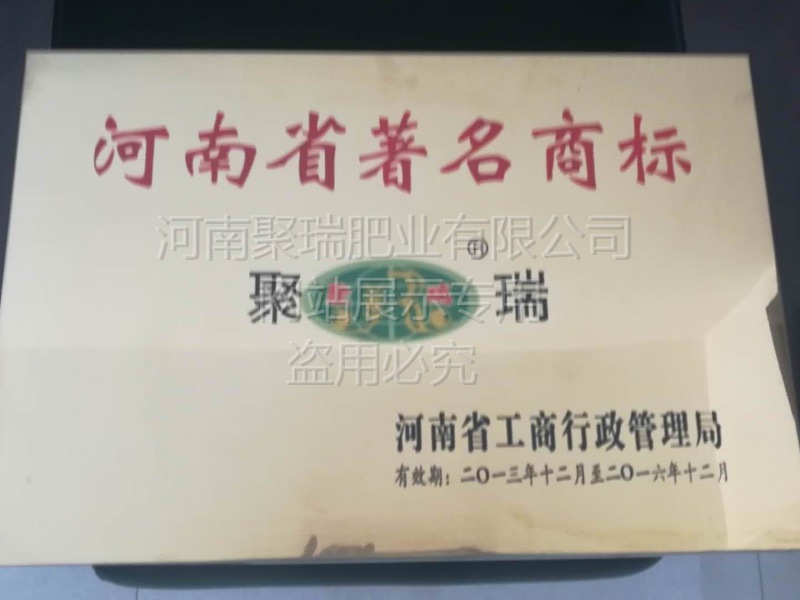 河南省著名商标
河南聚瑞肥业有限公司
聚瑞
网站展示专用
盗用必究
河南省工商行政管理局
有效期：二〇一三年十二月至二〇一六年十二月